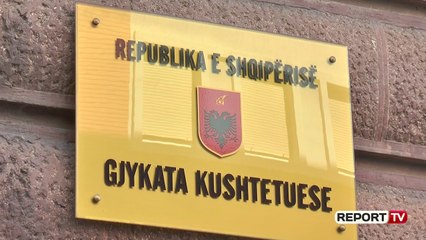 REPUBLIKA E SHQIPËRISË
GJYKATA KUSHTETUESE
REPORT TV